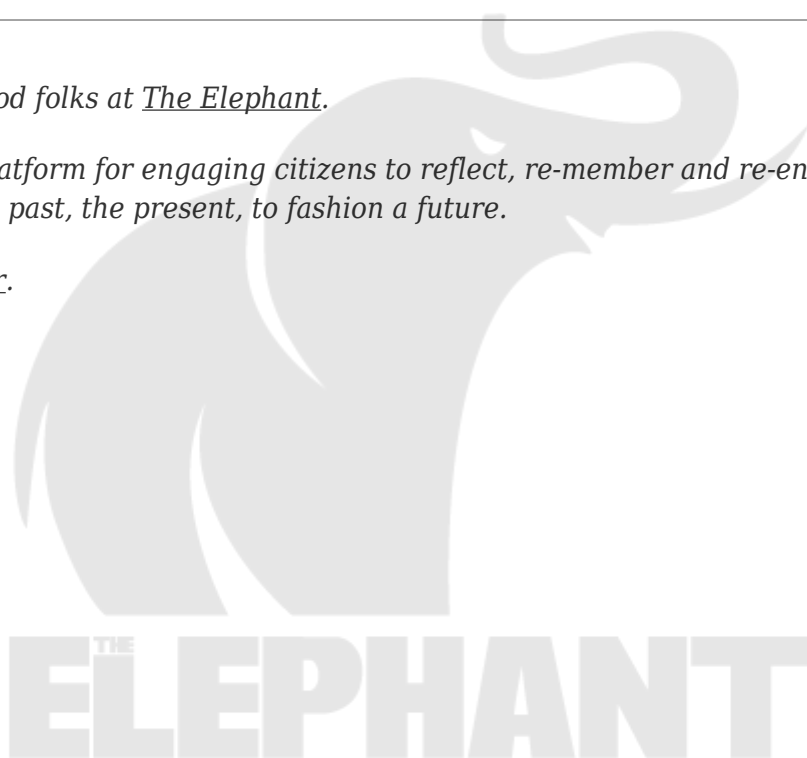 od folks at The Elephant.
atform for engaging citizens to reflect, re-member and re-en
past, the present, to fashion a future.
r.
THE
ELEPHANT